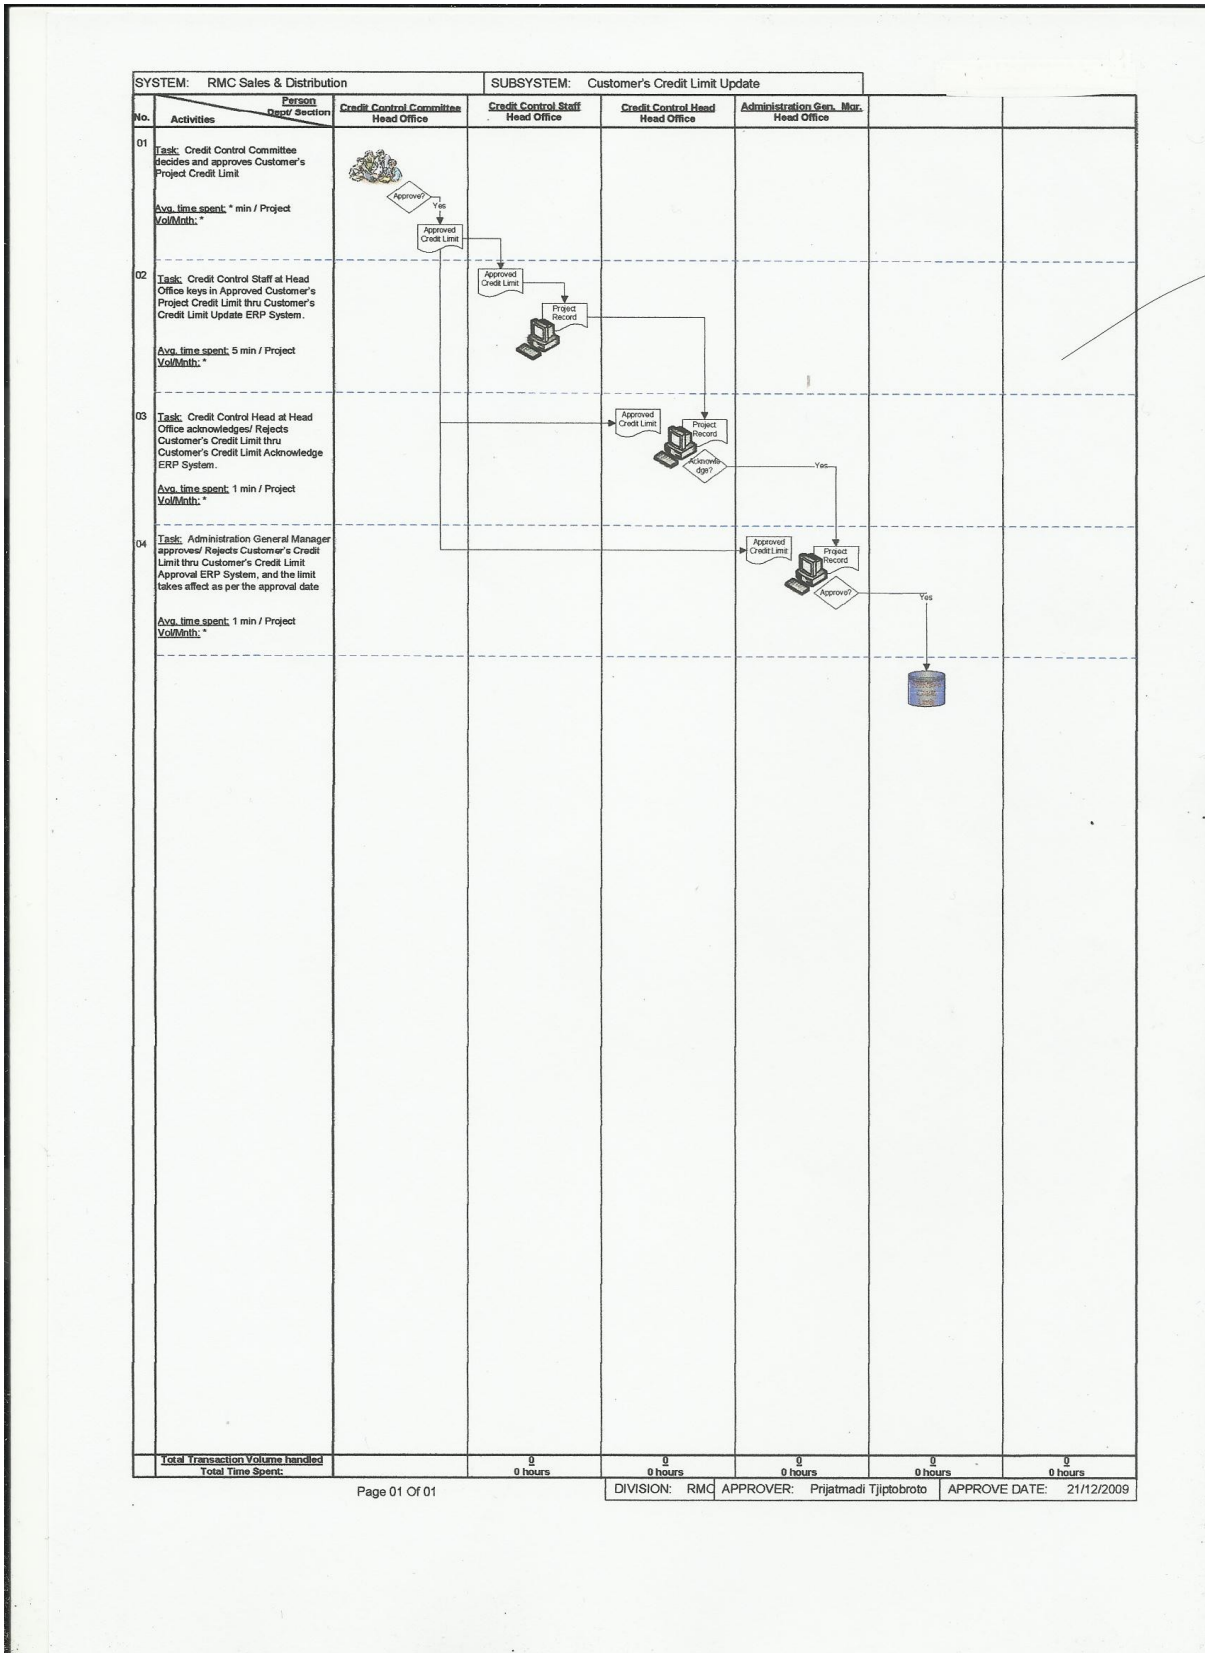 SYSTEM: RMC Sales & Distribution
SUBSYSTEM: Customer's Credit Limit Update
Person
Dept/ Section
No.
Activities
Credit Control Committee
Head Office
Credit Control Staff
Head Office
Credit Control Head
Head Office
Administration Gen. Mgr.
Head Office
01
Task: Credit Control Committee
decides and approves Customer's
Project Credit Limit
Avg. time spent: * min / Project
Vol/Mnth: *
Approve?
Yes
Approved
Credit Limit
02
Task: Credit Control Staff at Head
Office keys in Approved Customer's
Project Credit Limit thru Customer's
Credit Limit Update ERP System.
Avg. time spent: 5 min / Project
Vol/Mnth: *
Approved
Credit Limit
Project
Record
03
Task: Credit Control Head at Head
Office acknowledges/ Rejects
Customer's Credit Limit thru
Customer's Credit Limit Acknowledge
ERP System.
Avg. time spent: 1 min / Project
Vol/Mnth: *
Approved
Credit Limit
Project
Record
Acknowle
dge?
Yes
04
Task: Administration General Manager
approves/ Rejects Customer's Credit
Limit thru Customer's Credit Limit
Approval ERP System, and the limit
takes affect as per the approval date
Avg. time spent: 1 min / Project
Vol/Mnth: *
Approved
Credit Limit
Project
Record
Approve?
Yes
Total Transaction Volume handled
0
0
0
0
0
Total Time Spent:
0 hours
0 hours
0 hours
0 hours
0 hours
Page 01 Of 01
DIVISION: RMC
APPROVER: Prijatmadi Tjiptobroto
APPROVE DATE: 21/12/2009